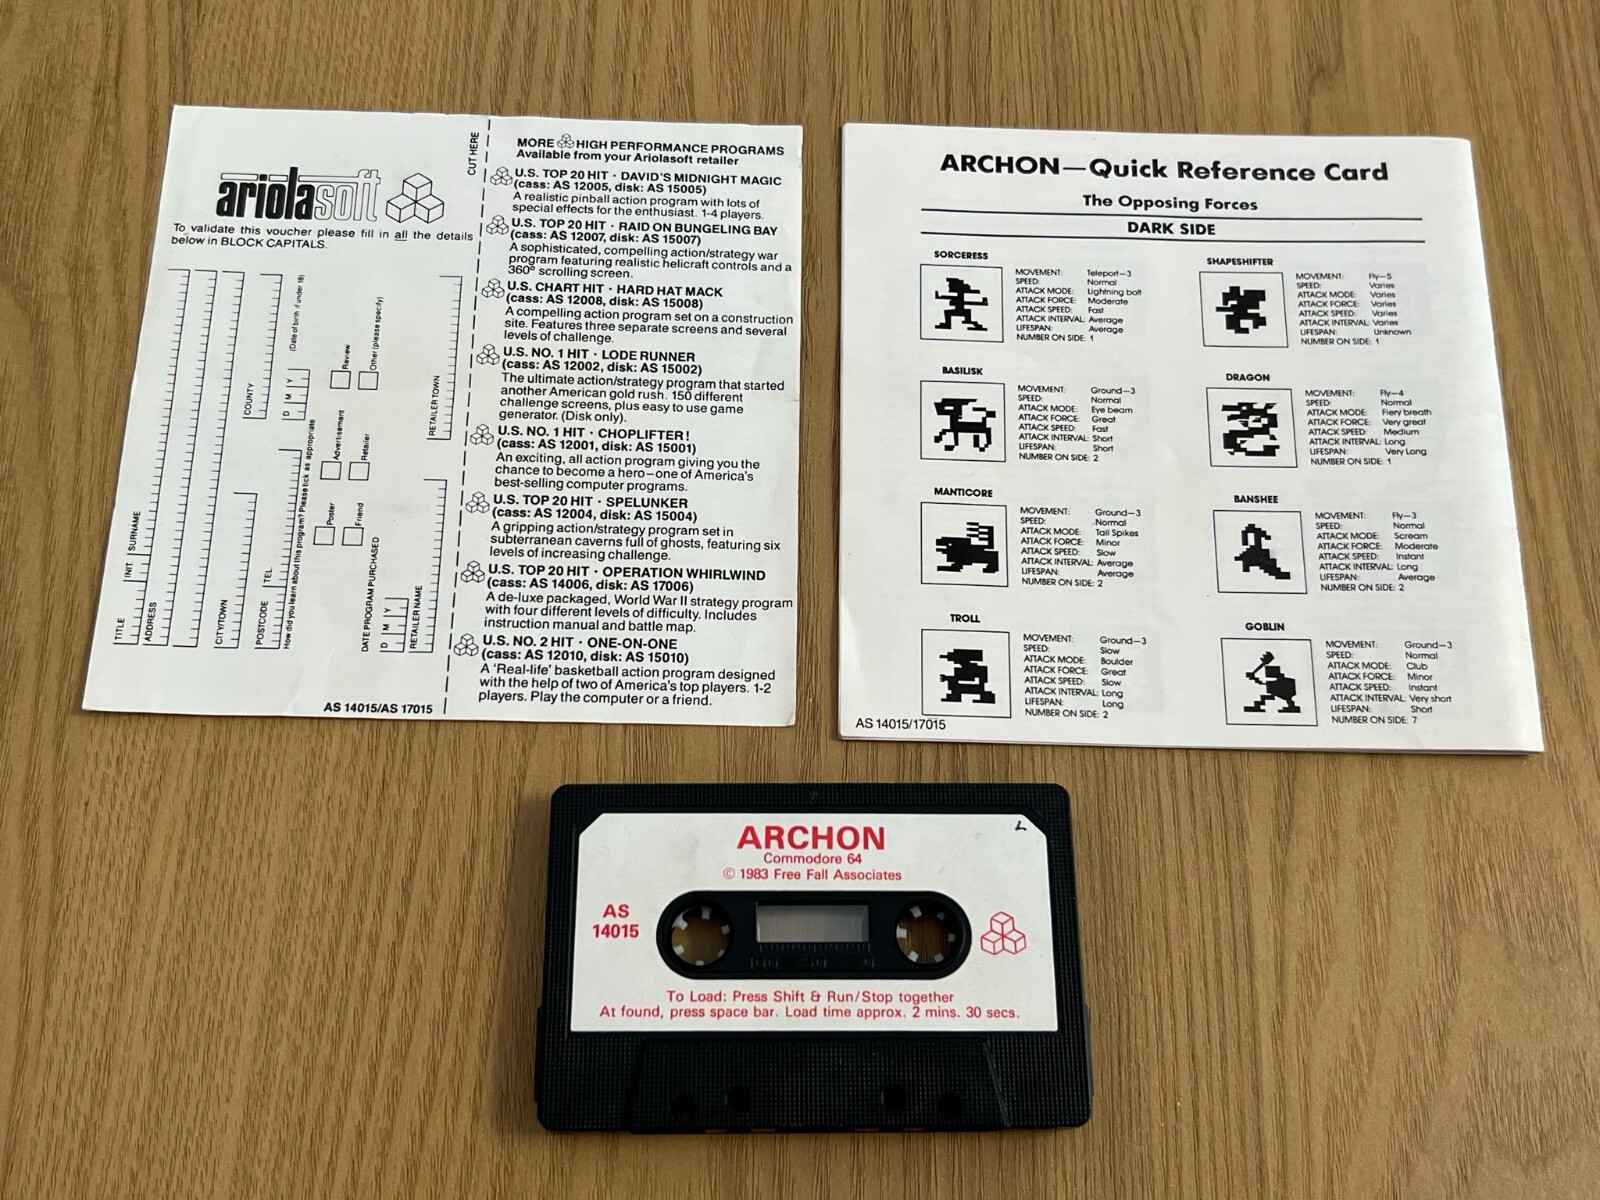 ariolasoft
To validate this voucher please fill in all the details
below in BLOCK CAPITALS.
TITLE
INIT.
SURNAME
ADDRESS
CITY/TOWN
COUNTY
POSTCODE
TEL.
D M Y
(Date of birth if under 18)
How did you learn about this program? Please tick as appropriate
Poster
Advertisement
Review
Friend
Retailer
Other (please specify)
DATE PROGRAM PURCHASED
D M Y
RETAILER NAME
RETAILER TOWN
AS 14015/AS 17015
CUT HERE
MORE HIGH PERFORMANCE PROGRAMS
Available from your Ariolasoft retailer
U.S. TOP 20 HIT · DAVID'S MIDNIGHT MAGIC
(cass: AS 12005, disk: AS 15005)
A realistic pinball action program with lots of
special effects for the enthusiast. 1-4 players.
U.S. TOP 20 HIT · RAID ON BUNGELING BAY
(cass: AS 12007, disk: AS 15007)
A sophisticated, compelling action/strategy war
program featuring realistic helicraft controls and a
360° scrolling screen.
U.S. CHART HIT · HARD HAT MACK
(cass: AS 12008, disk: AS 15008)
A compelling action program set on a construction
site. Features three separate screens and several
levels of challenge.
U.S. NO. 1 HIT · LODE RUNNER
(cass: AS 12002, disk: AS 15002)
The ultimate action/strategy program that started
another American gold rush. 150 different
challenge screens, plus easy to use game
generator. (Disk only).
U.S. NO. 1 HIT · CHOPLIFTER!
(cass: AS 12001, disk: AS 15001)
An exciting, all action program giving you the
chance to become a hero–one of America's
best-selling computer programs.
U.S. TOP 20 HIT · SPELUNKER
(cass: AS 12004, disk: AS 15004)
A gripping action/strategy program set in
subterranean caverns full of ghosts, featuring six
levels of increasing challenge.
U.S. TOP 20 HIT · OPERATION WHIRLWIND
(cass: AS 14006, disk: AS 17006)
A de-luxe packaged, World War II strategy program
with four different levels of difficulty. Includes
instruction manual and battle map.
U.S. NO. 2 HIT · ONE-ON-ONE
(cass: AS 12010, disk: AS 15010)
A 'Real-life' basketball action program designed
with the help of two of America's top players. 1-2
players. Play the computer or a friend.
ARCHON—Quick Reference Card
The Opposing Forces
DARK SIDE
SORCERESS
MOVEMENT: Teleport–3
SPEED: Normal
ATTACK MODE: Lightning bolt
ATTACK FORCE: Moderate
ATTACK SPEED: Fast
ATTACK INTERVAL: Average
LIFESPAN: Average
NUMBER ON SIDE: 1
SHAPESHIFTER
MOVEMENT: Fly–5
SPEED: Varies
ATTACK MODE: Varies
ATTACK FORCE: Varies
ATTACK SPEED: Varies
ATTACK INTERVAL: Varies
LIFESPAN: Unknown
NUMBER ON SIDE: 1
BASILISK
MOVEMENT: Ground–3
SPEED: Normal
ATTACK MODE: Eye beam
ATTACK FORCE: Great
ATTACK SPEED: Fast
ATTACK INTERVAL: Short
LIFESPAN: Short
NUMBER ON SIDE: 2
DRAGON
MOVEMENT: Fly–4
SPEED: Normal
ATTACK MODE: Fiery breath
ATTACK FORCE: Very great
ATTACK SPEED: Medium
ATTACK INTERVAL: Long
LIFESPAN: Very Long
NUMBER ON SIDE: 1
MANTICORE
MOVEMENT: Ground–3
SPEED: Normal
ATTACK MODE: Tail Spikes
ATTACK FORCE: Minor
ATTACK SPEED: Slow
ATTACK INTERVAL: Average
LIFESPAN: Average
NUMBER ON SIDE: 2
BANSHEE
MOVEMENT: Fly–3
SPEED: Normal
ATTACK MODE: Scream
ATTACK FORCE: Moderate
ATTACK SPEED: Instant
ATTACK INTERVAL: Long
LIFESPAN: Average
NUMBER ON SIDE: 2
TROLL
MOVEMENT: Ground–3
SPEED: Slow
ATTACK MODE: Boulder
ATTACK FORCE: Great
ATTACK SPEED: Slow
ATTACK INTERVAL: Long
LIFESPAN: Long
NUMBER ON SIDE: 2
GOBLIN
MOVEMENT: Ground–3
SPEED: Normal
ATTACK MODE: Club
ATTACK FORCE: Minor
ATTACK SPEED: Instant
ATTACK INTERVAL: Very short
LIFESPAN: Short
NUMBER ON SIDE: 7
AS 14015/17015
ARCHON
Commodore 64
© 1983 Free Fall Associates
AS
14015
To Load: Press Shift & Run/Stop together
At found, press space bar. Load time approx. 2 mins. 30 secs.